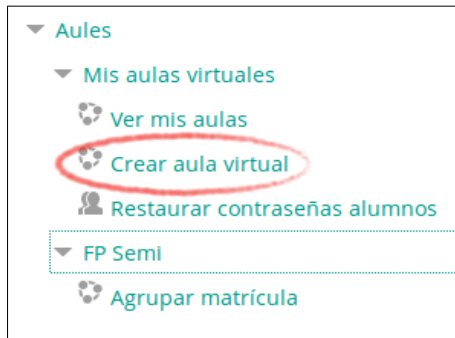 Aules
Mis aulas virtuales
Ver mis aulas
Crear aula virtual
Restaurar contraseñas alumnos
FP Semi
Agrupar matrícula